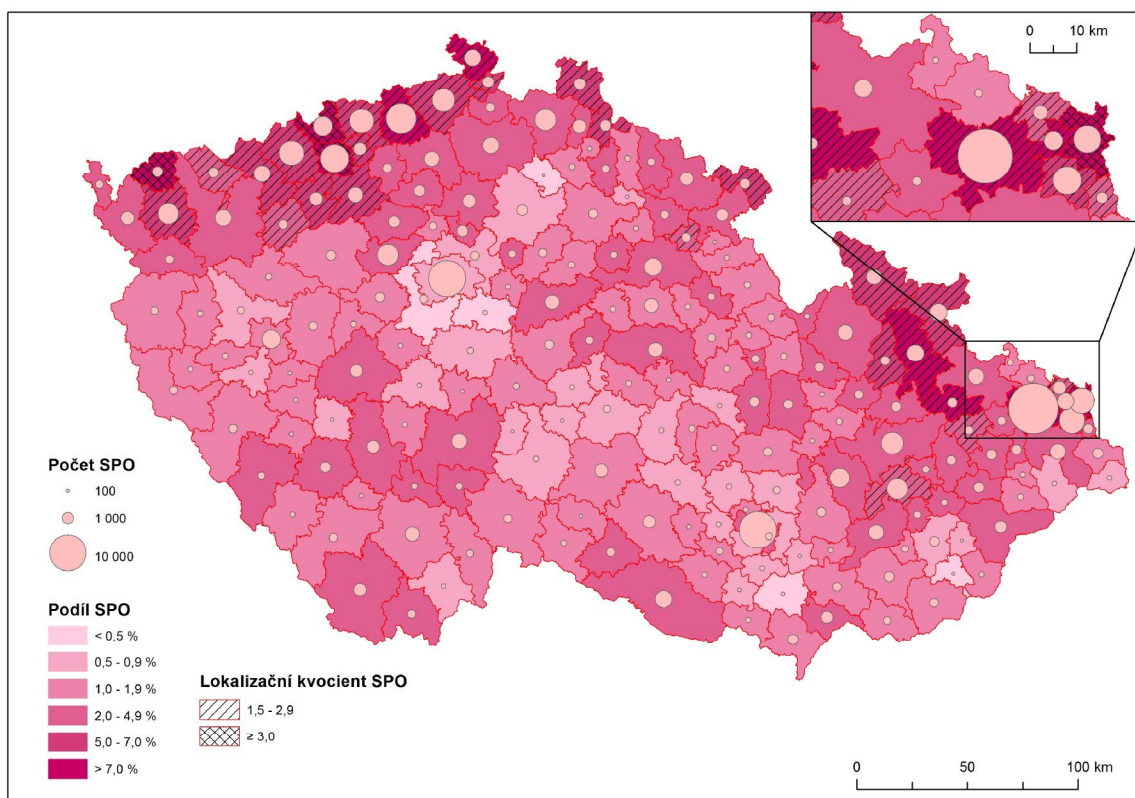 0 10 km
Počet SPO
100
1 000
10 000
Podíl SPO
< 0,5 %
0,5 - 0,9 %
1,0 - 1,9 %
2,0 - 4,9 %
5,0 - 7,0 %
> 7,0 %
Lokalizační kvocient SPO
1,5 - 2,9
≥ 3,0
0 50 100 km